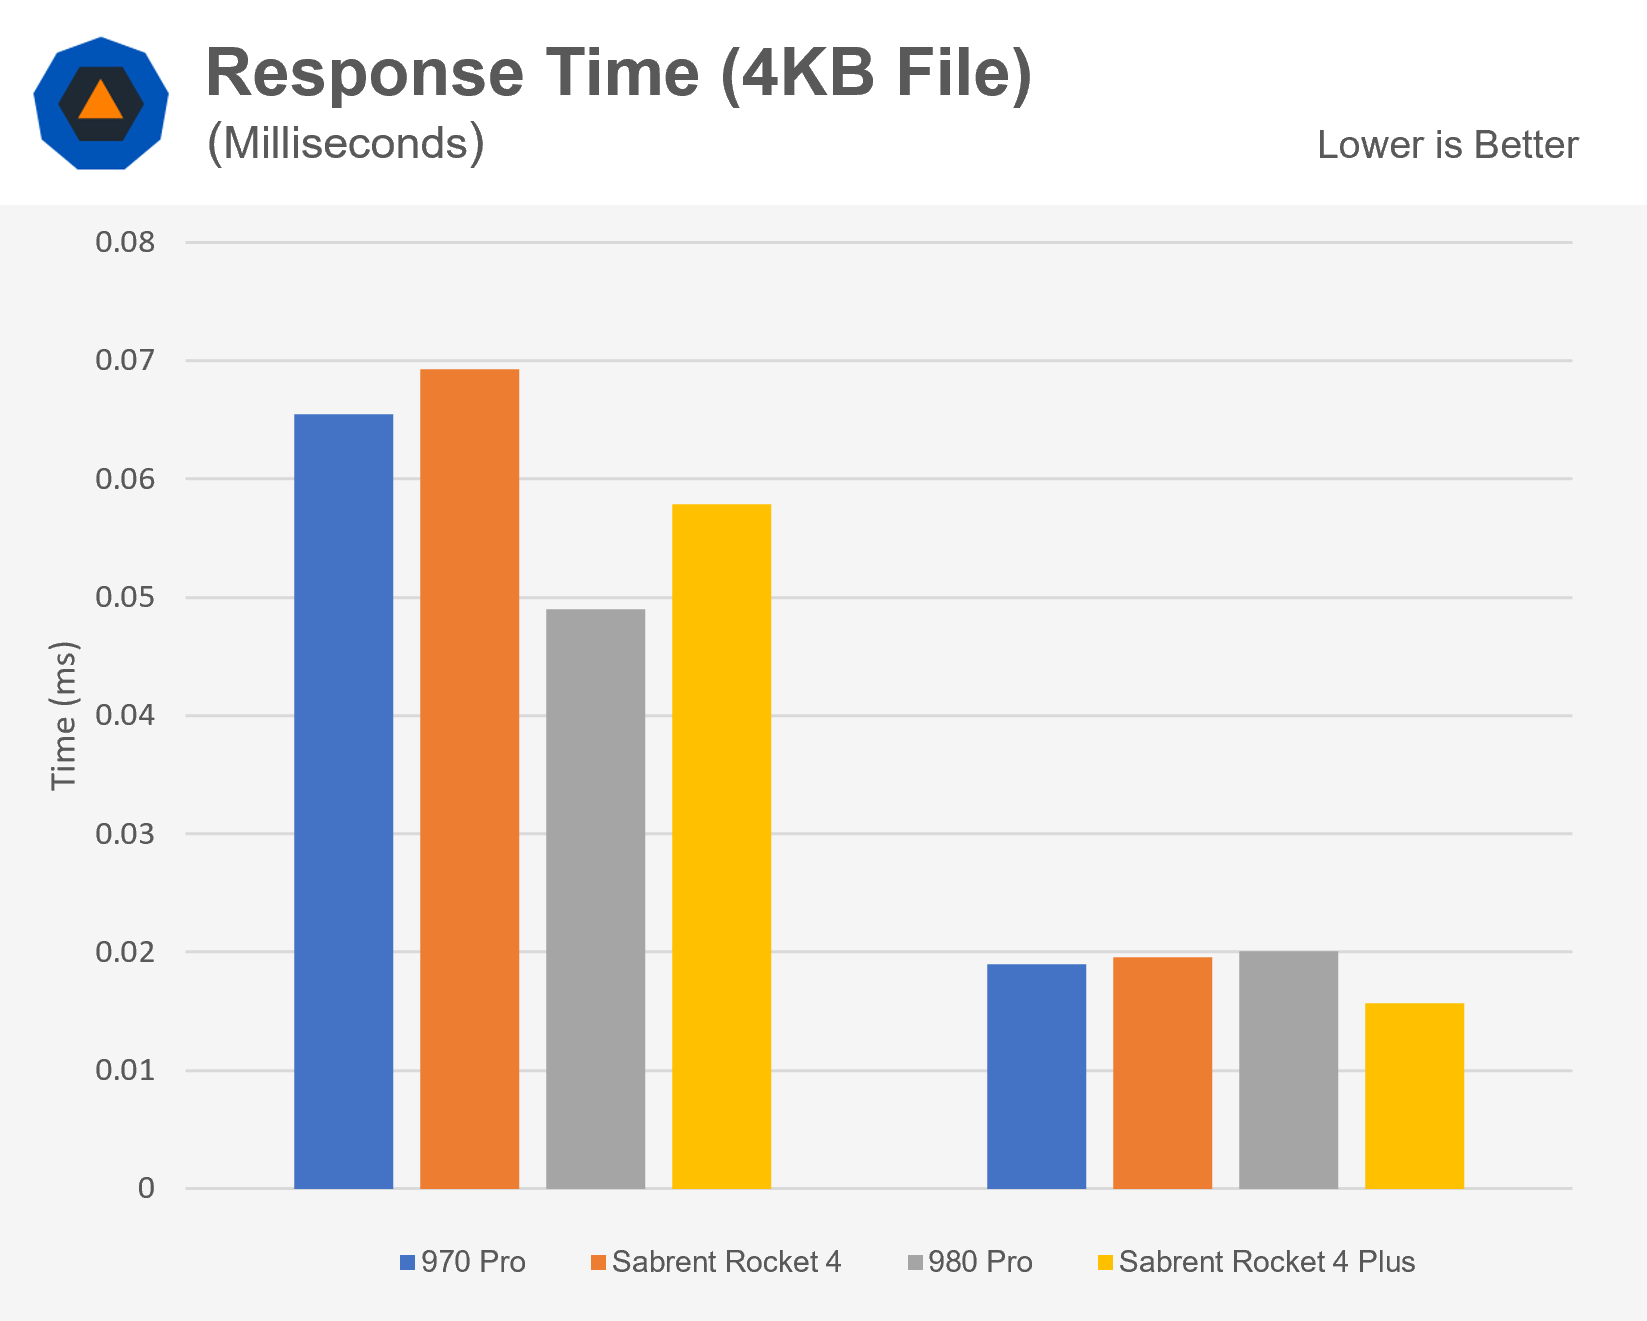 Response Time (4KB File)
(Milliseconds)
Lower is Better
0.08
0.07
0.06
0.05
0.04
0.03
0.02
0.01
0
Time (ms)
970 Pro
Sabrent Rocket 4
980 Pro
Sabrent Rocket 4 Plus